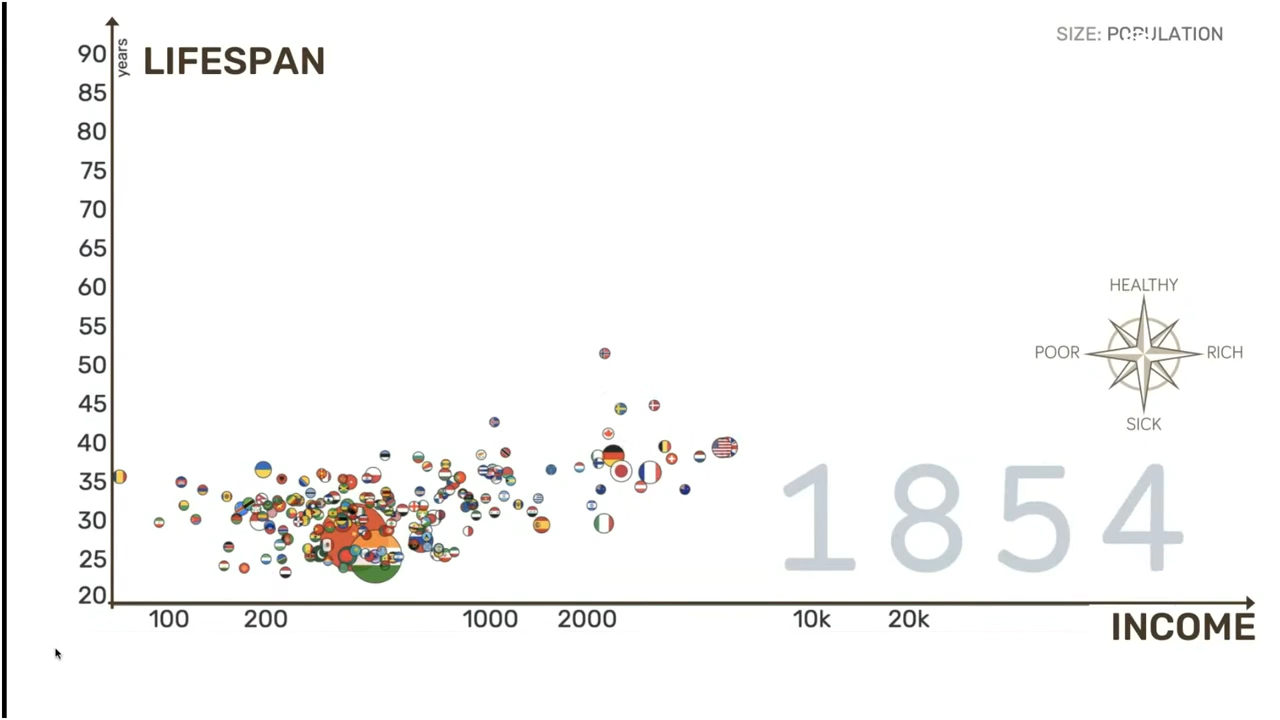 SIZE: POPULATION
years
LIFESPAN
90
85
80
75
70
65
60
55
50
45
40
35
30
25
20
HEALTHY
POOR
RICH
SICK
1854
100 200 1000 2000 10k 20k
INCOME